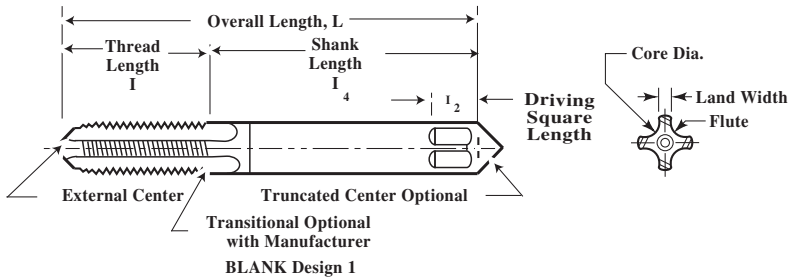 Overall Length, L
Thread
Length
I
Shank
Length
I
4
I
2
Driving
Square
Length
External Center
Truncated Center Optional
Transitional Optional
with Manufacturer
BLANK Design 1
Core Dia.
Land Width
Flute